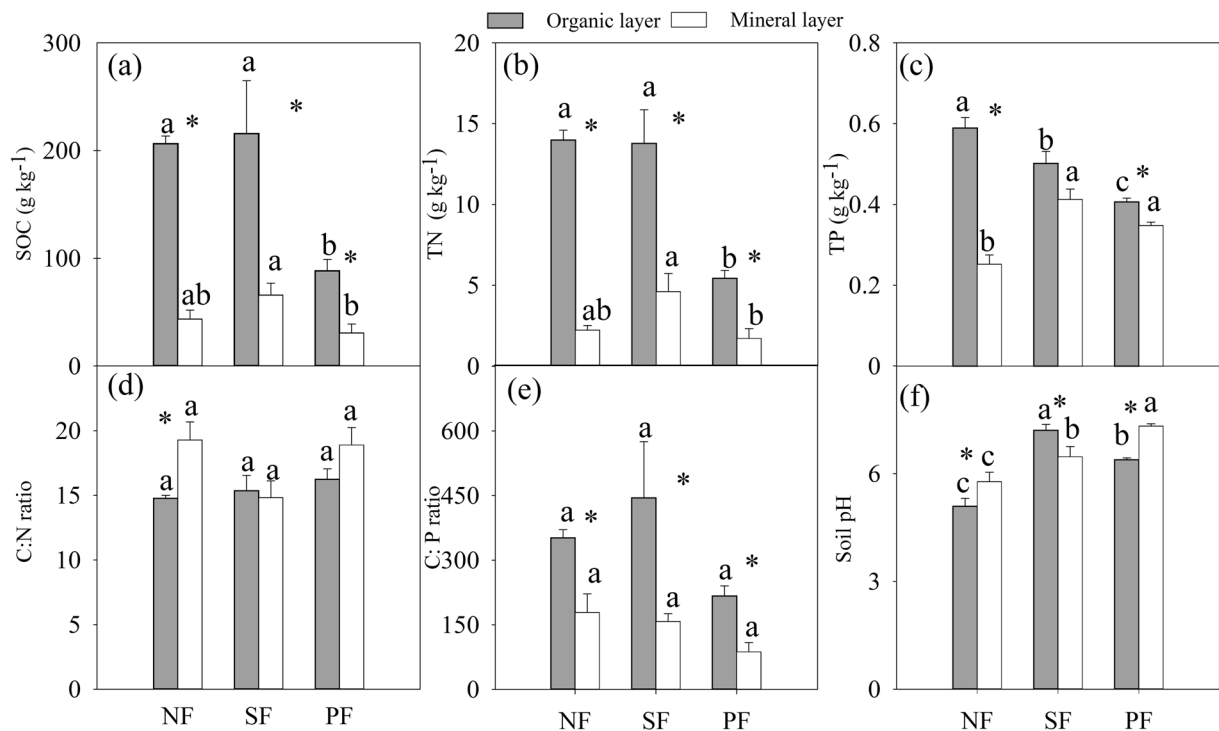 Organic layer Mineral layer
(a)
300
200
100
0
SOC (g kg-1)
a
*
ab
a
*
a
b
*
b
(b)
20
15
10
5
0
TN (g kg-1)
a
*
ab
a
*
a
b
*
b
(c)
0.8
0.6
0.4
0.2
0
TP (g kg-1)
a
*
b
b
a
c
*
a
(d)
20
15
10
5
0
C:N ratio
*
a
a
a
a
a
a
NF SF PF
(e)
600
450
300
150
0
C: P ratio
a
*
a
a
*
a
a
*
a
NF SF PF
(f)
6
3
0
Soil pH
*
c
c
a
*
b
b
*
a
NF SF PF